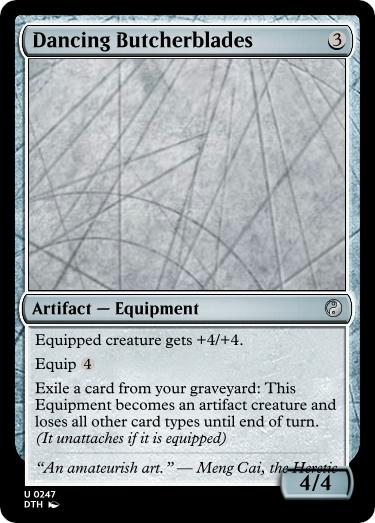 Dancing Butcherblades 3
Artifact — Equipment
Equipped creature gets +4/+4.
Equip 4
Exile a card from your graveyard: This
Equipment becomes an artifact creature and
loses all other card types until end of turn.
(It unattaches if it is equipped)
“An amateurish art.” — Meng Cai, the Heretic
4/4
U 0247
DTH